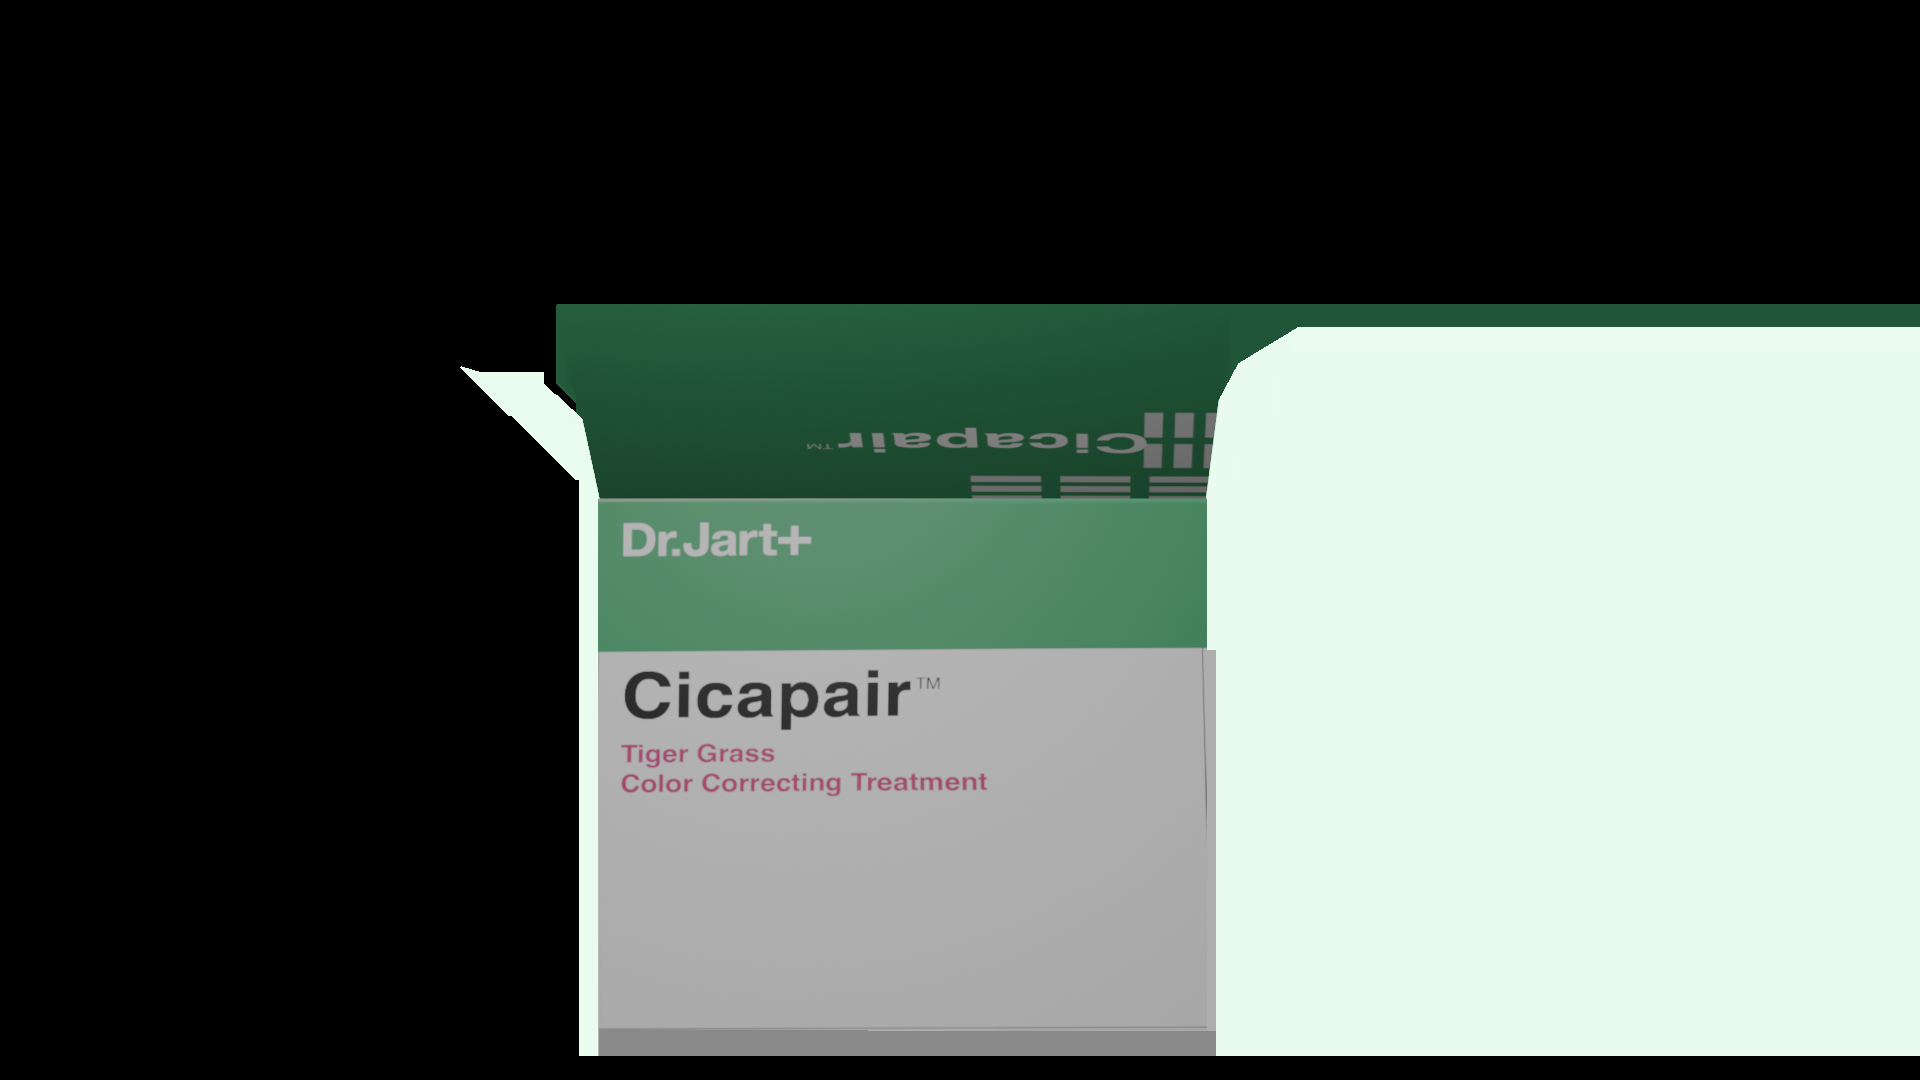 Cicapair™
Dr.Jart+
Cicapair™
Tiger Grass
Color Correcting Treatment